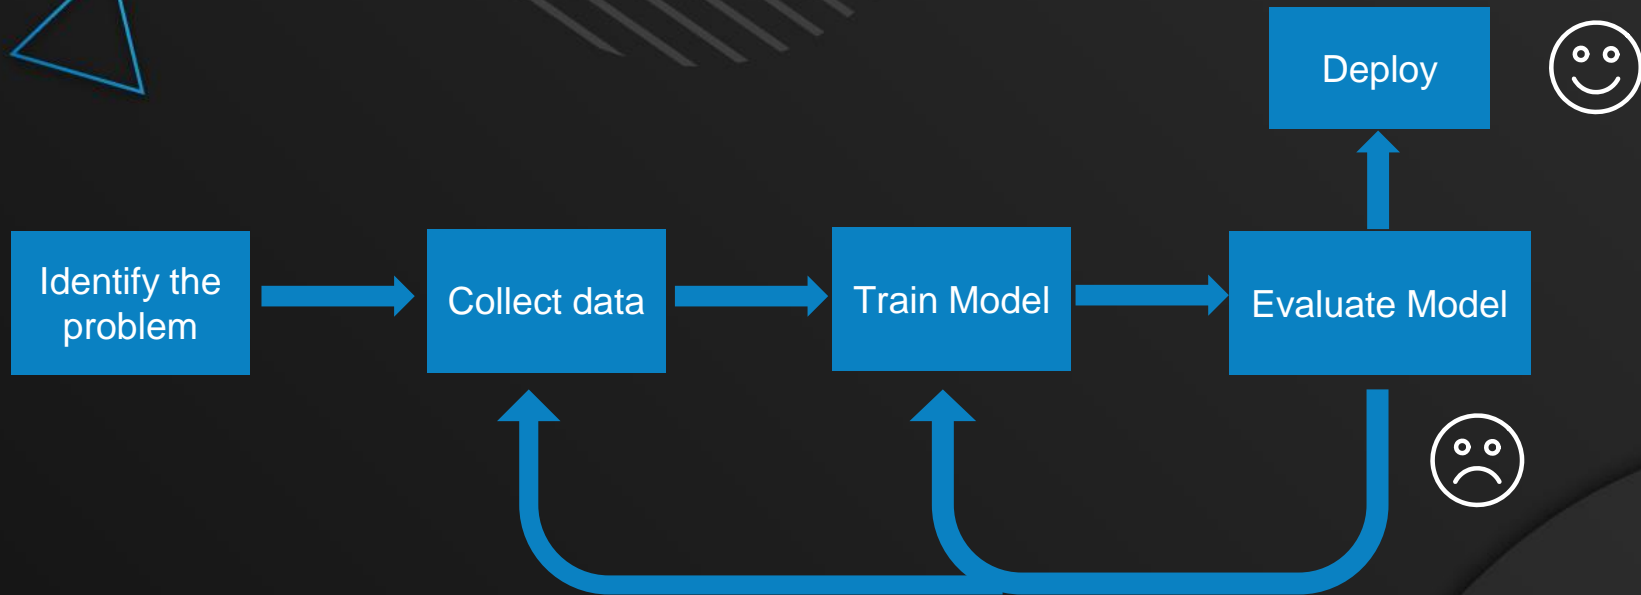 Deploy
Identify the
problem
Collect data
Train Model
Evaluate Model